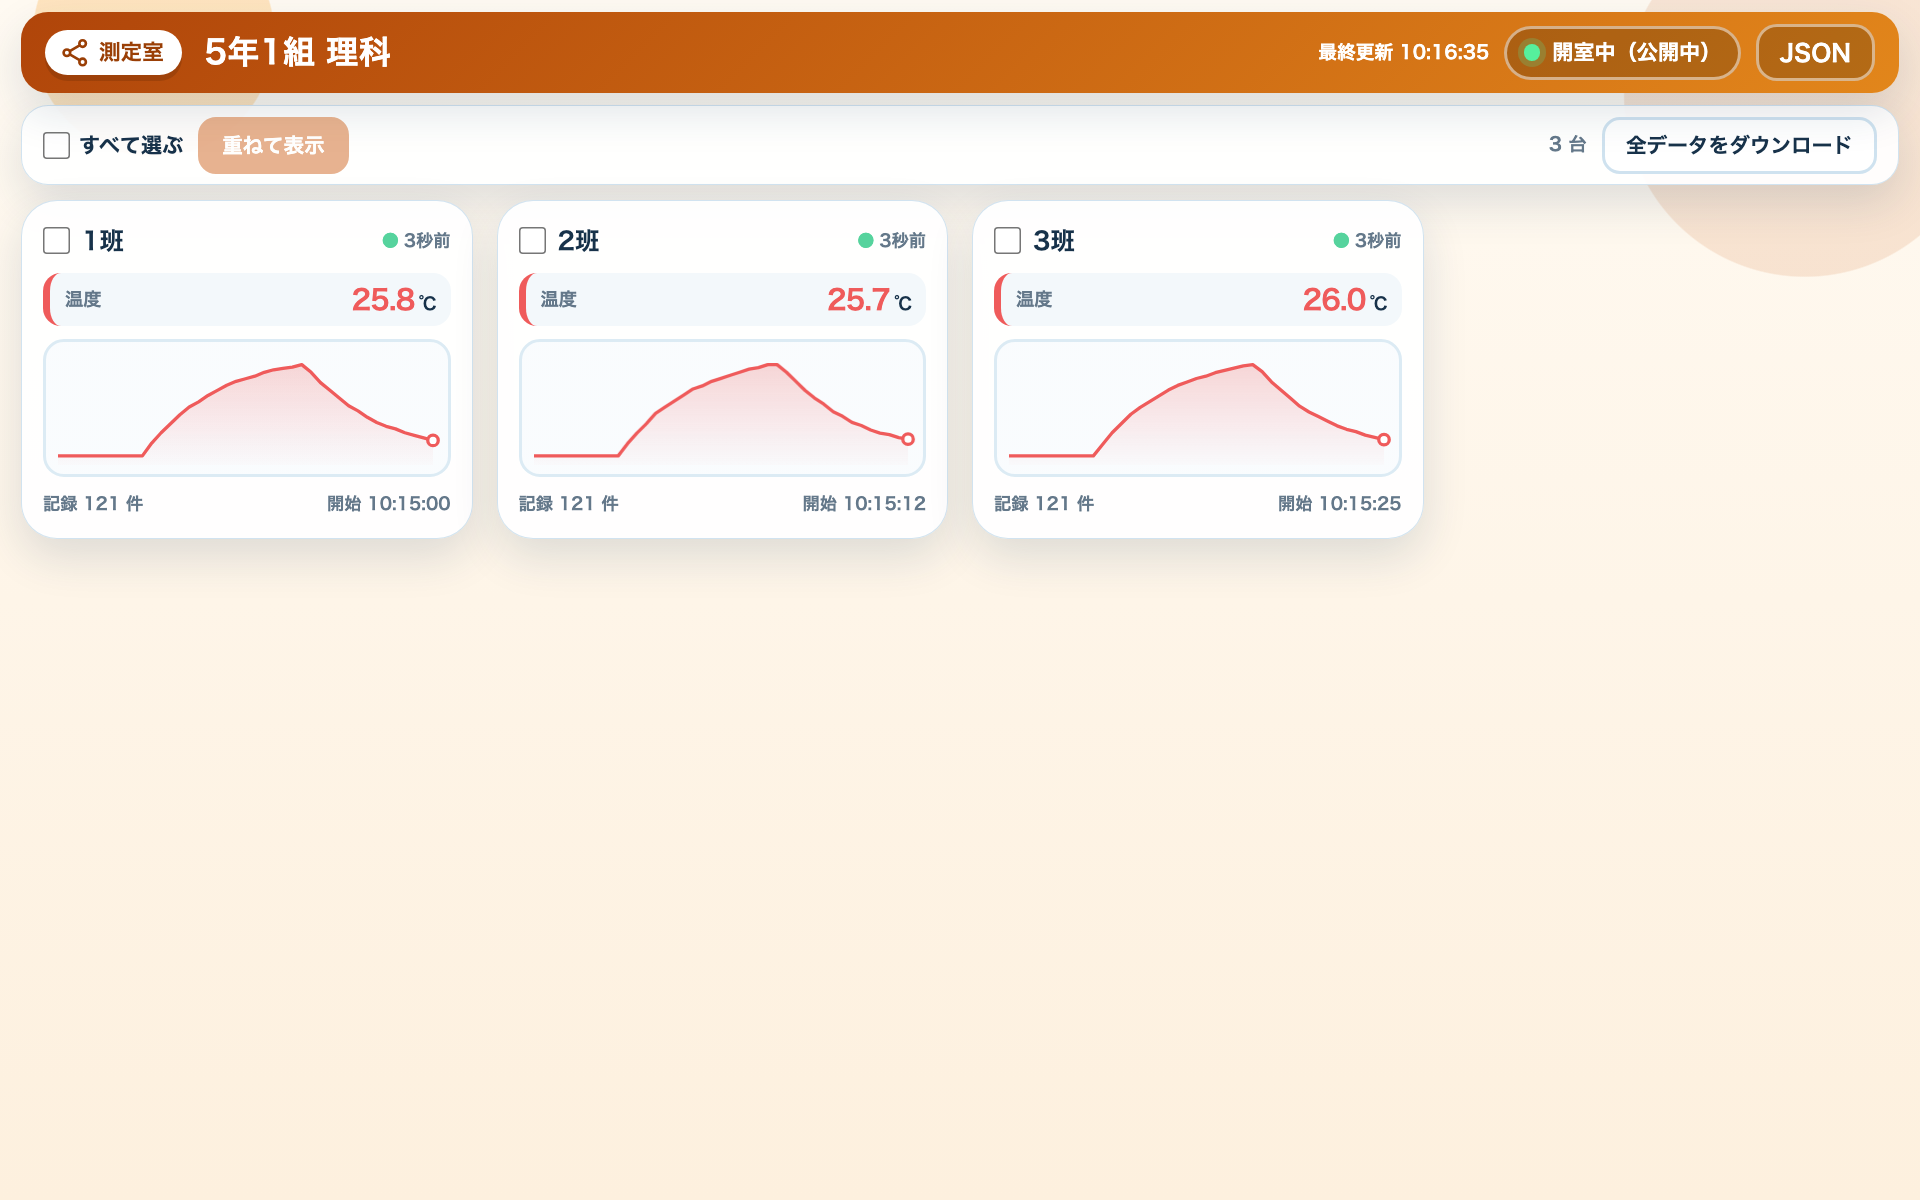 測定室 5年1組 理科 最終更新 10:16:35 開室中（公開中） JSON
すべて選ぶ 重ねて表示 3 台 全データをダウンロード
1班 3秒前
温度 25.8 ℃
記録 121 件 開始 10:15:00
2班 3秒前
温度 25.7 ℃
記録 121 件 開始 10:15:12
3班 3秒前
温度 26.0 ℃
記録 121 件 開始 10:15:25